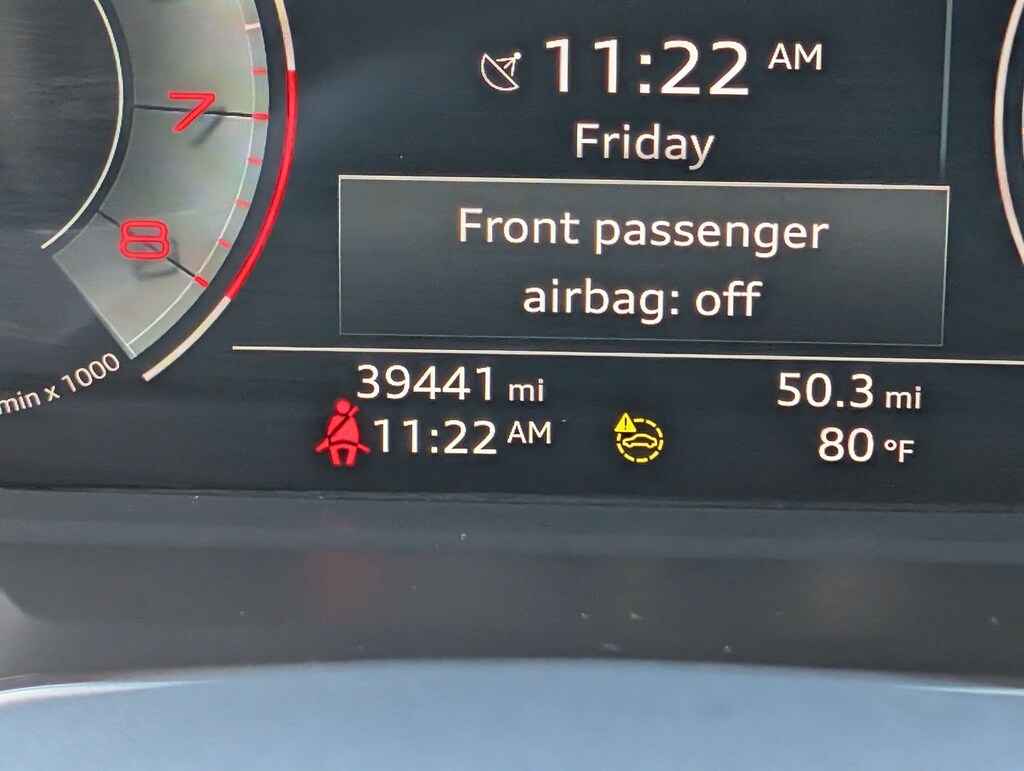 7
8
min x 1000
11:22 AM
Friday
Front passenger
airbag: off
39441 mi
50.3 mi
11:22 AM
80 °F